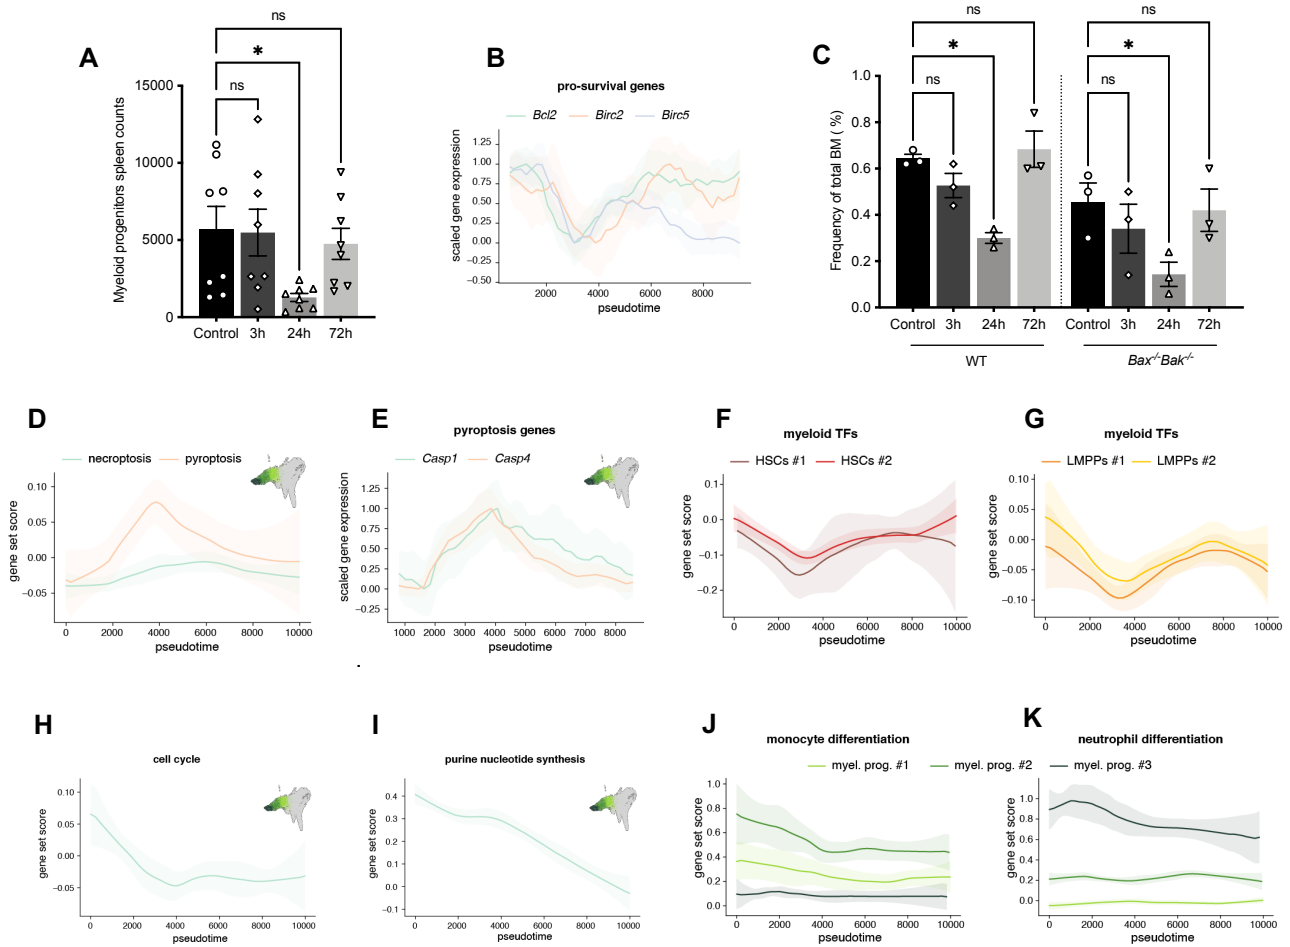 A
ns
*
ns
Myeloid progenitors spleen counts
15000
10000
5000
0
Control 3h 24h 72h
B
pro-survival genes
Bcl2 Birc2 Birc5
scaled gene expression
1.25
1.00
0.75
0.50
0.25
0.00
−0.25
−0.50
2000 4000 6000 8000
pseudotime
C
ns ns
* *
ns ns
Frequency of total BM ( %)
1.0
0.8
0.6
0.4
0.2
0.0
Control 3h 24h 72h Control 3h 24h 72h
WT Bax-/-Bak-/-
D
necroptosis pyroptosis
gene set score
0.10
0.05
0.00
−0.05
0 2000 4000 6000 8000 10000
pseudotime
E
pyroptosis genes
Casp1 Casp4
scaled gene expression
1.25
1.00
0.75
0.50
0.25
0.00
−0.25
1000 2000 3000 4000 5000 6000 7000 8000
pseudotime
F
myeloid TFs
HSCs #1 HSCs #2
gene set score
0.1
0.0
−0.1
−0.2
0 2000 4000 6000 8000 10000
pseudotime
G
myeloid TFs
LMPPs #1 LMPPs #2
gene set score
0.10
0.05
0.00
−0.05
−0.10
0 2000 4000 6000 8000 10000
pseudotime
H
cell cycle
gene set score
0.10
0.05
0.00
−0.05
0 2000 4000 6000 8000 10000
pseudotime
I
purine nucleotide synthesis
gene set score
0.4
0.3
0.2
0.1
0.0
−0.1
0 2000 4000 6000 8000 10000
pseudotime
J
monocyte differentiation
myel. prog. #1 myel. prog. #2 myel. prog. #3
gene set score
1.0
0.8
0.6
0.4
0.2
0.0
0 2000 4000 6000 8000 10000
pseudotime
K
neutrophil differentiation
gene set score
1.0
0.8
0.6
0.4
0.2
0.0
0 2000 4000 6000 8000 10000
pseudotime